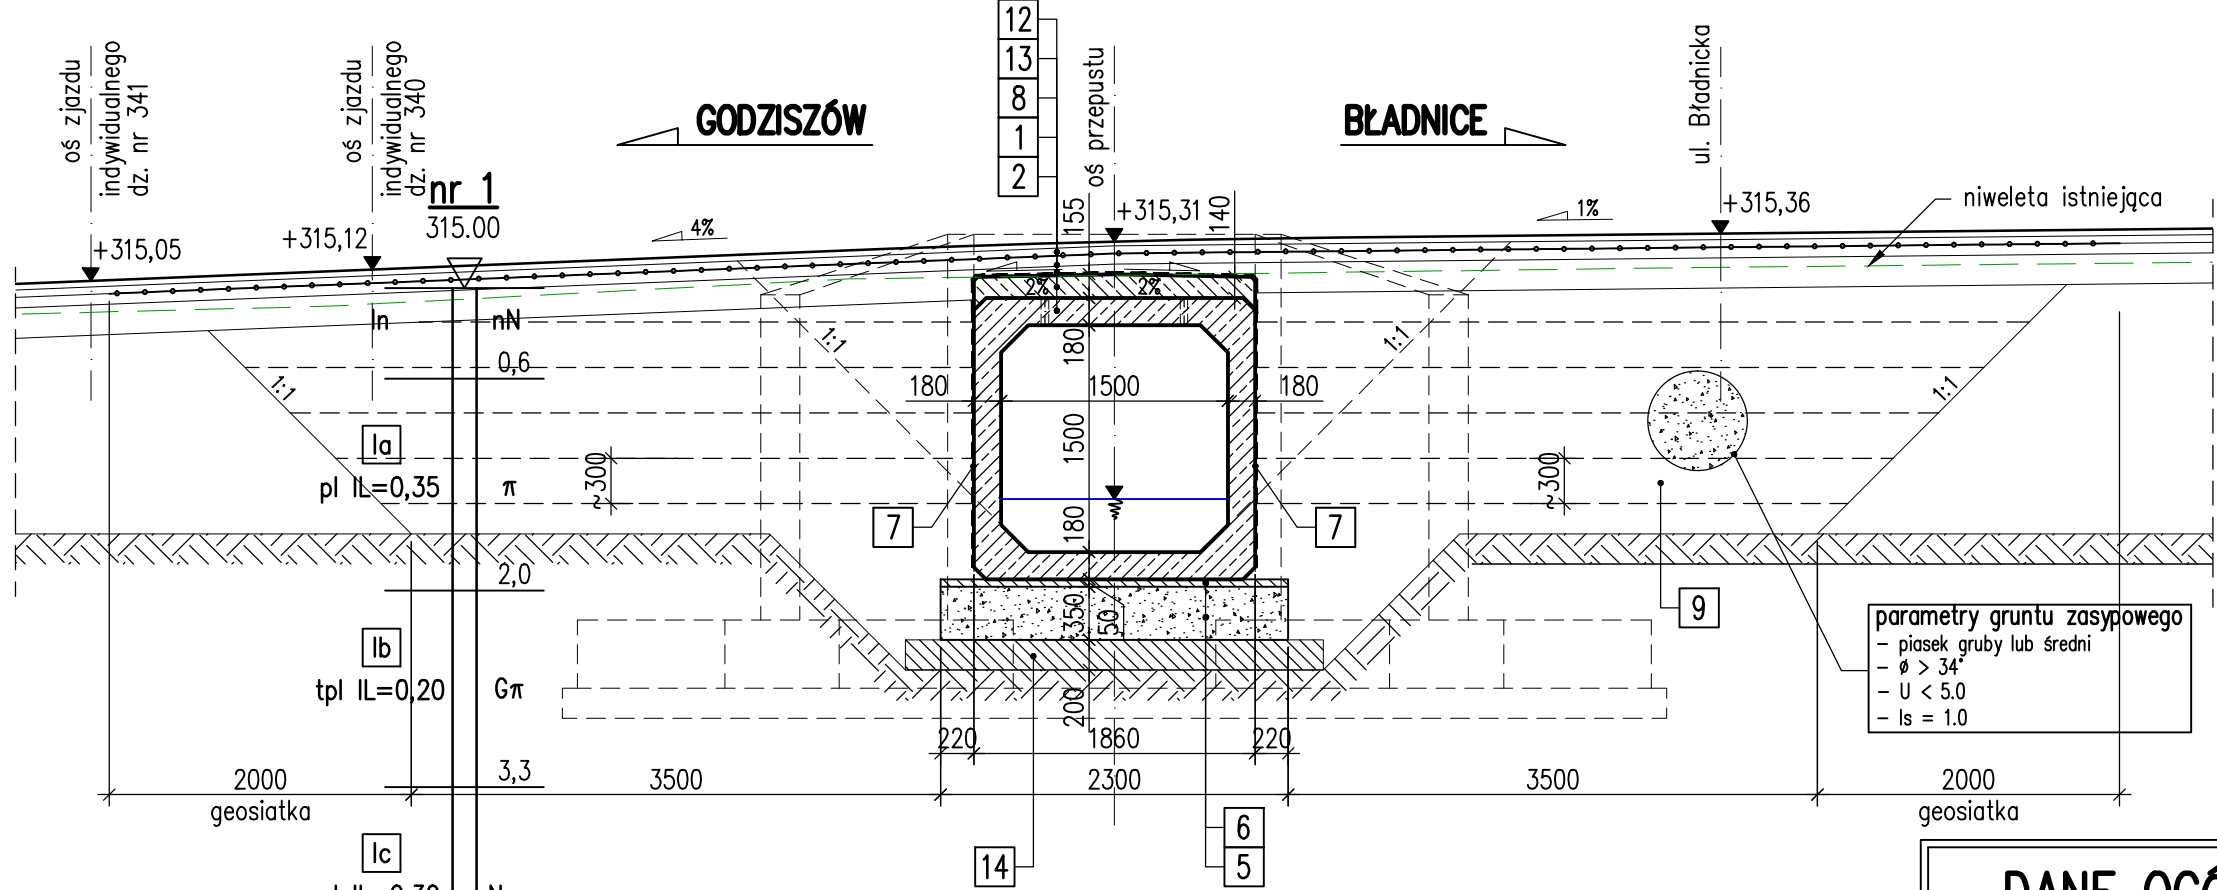 12
13
8
1
2
oś zjazdu
indywidualnego
dz. nr 341
oś zjazdu
indywidualnego
dz. nr 340
GODZISZÓW
oś przepustu
BŁADNICE
ul. Bładnicka
nr 1
315.00
+315,05
+315,12
4%
155
+315,31
140
1%
+315,36
niweleta istniejąca
In
nN
2%
2%
0,6
1:1
1:1
1:1
1:1
180
180
1500
180
Ia
pl IL=0,35
π
≈300
1500
≈300
7
180
7
2,0
350
50
9
parametry gruntu zasypowego
- piasek gruby lub średni
- ϕ > 34°
- U < 5.0
- Is = 1.0
Ib
tpl IL=0,20
Gπ
200
220
1860
220
3,3
2000
geosiatka
3500
2300
3500
2000
geosiatka
6
5
14
Ic
DANE OGÓ